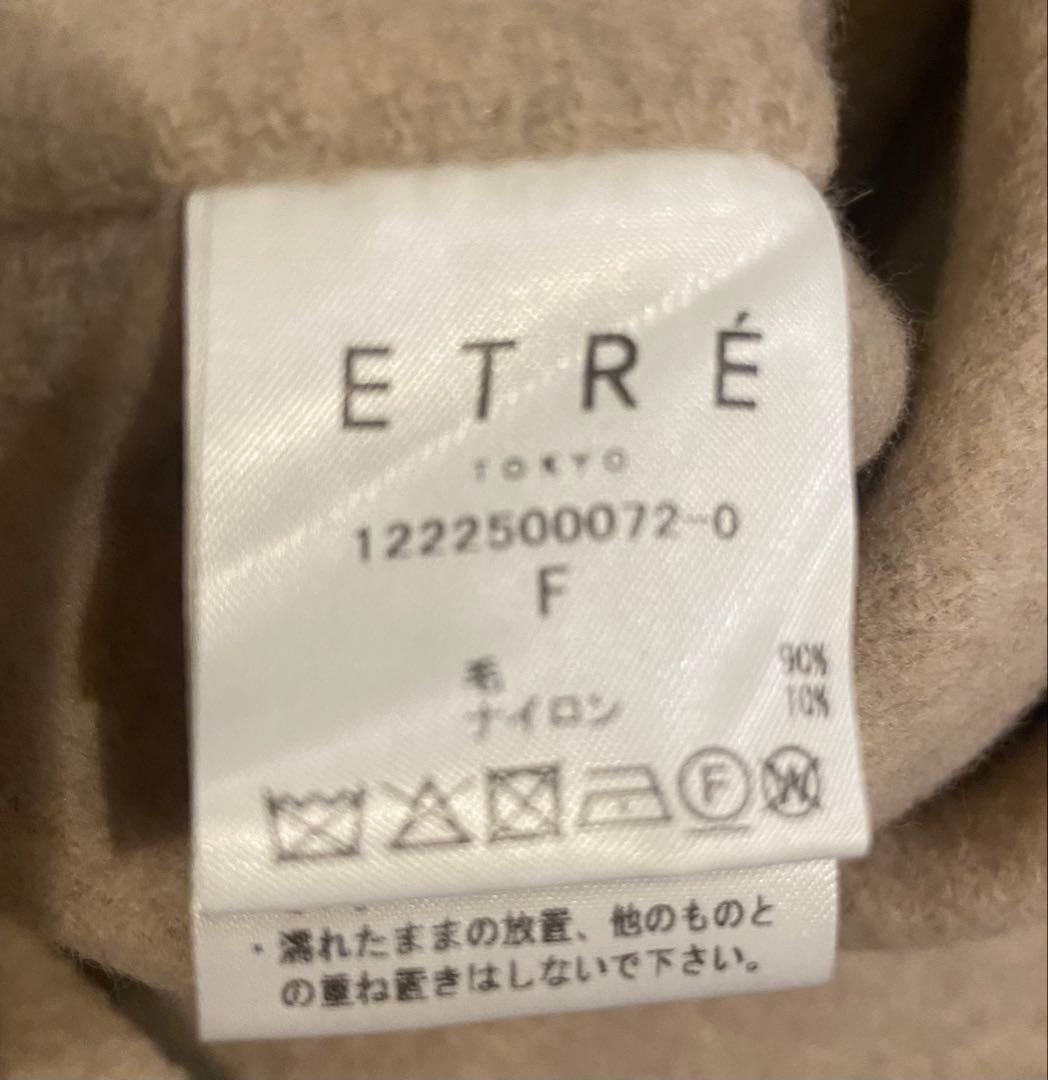 ETRÉ
TOKYO
1222500072-0
F
毛 90%
ナイロン 10%
F W
・濡れたままの放置、他のものと
の重ね置きはしないで下さい。